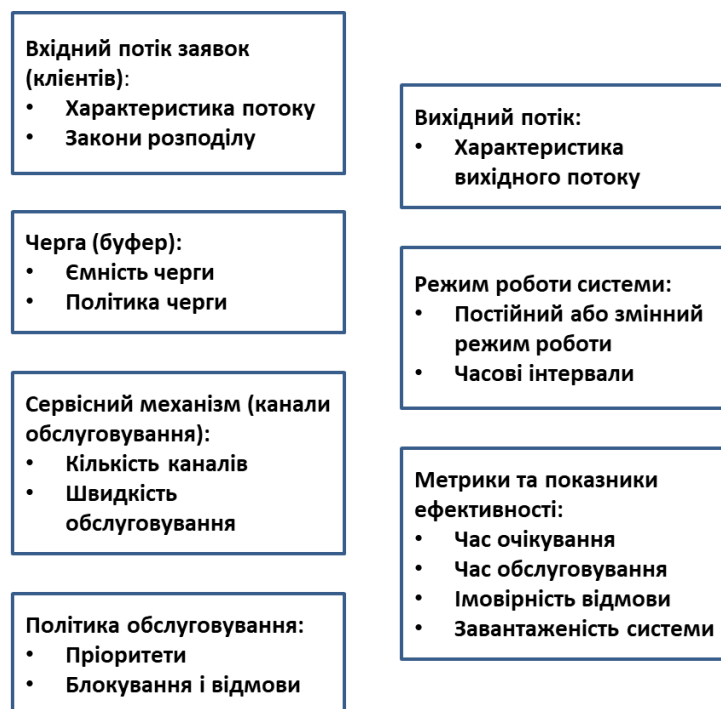 Вхідний потік заявок
(клієнтів):
• Характеристика потоку
• Закони розподілу
Черга (буфер):
• Ємність черги
• Політика черги
Сервісний механізм (канали
обслуговування):
• Кількість каналів
• Швидкість
обслуговування
Політика обслуговування:
• Пріоритети
• Блокування і відмови
Вихідний потік:
• Характеристика
вихідного потоку
Режим роботи системи:
• Постійний або змінний
режим роботи
• Часові інтервали
Метрики та показники
ефективності:
• Час очікування
• Час обслуговування
• Імовірність відмови
• Завантаженість системи